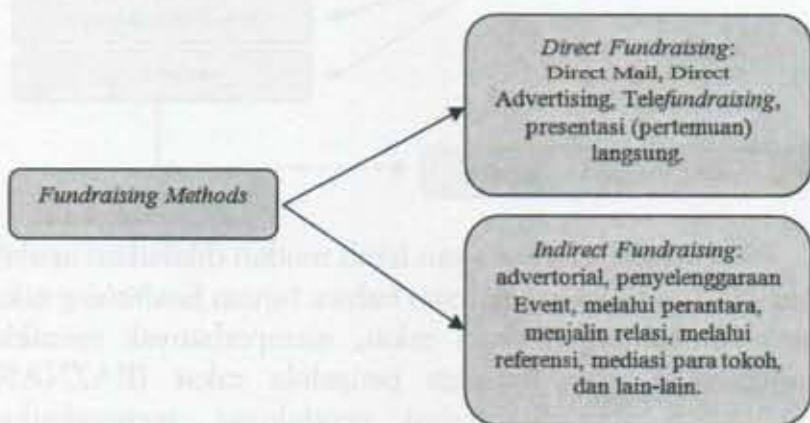 Direct Fundraising:
Direct Mail, Direct
Advertising, Telefundraising,
presentasi (pertemuan)
langsung.
Fundraising Methods
Indirect Fundraising:
advertorial, penyelenggaraan
Event, melalui perantara,
menjalin relasi, melalui
referensi, mediasi para tokoh,
dan lain-lain.